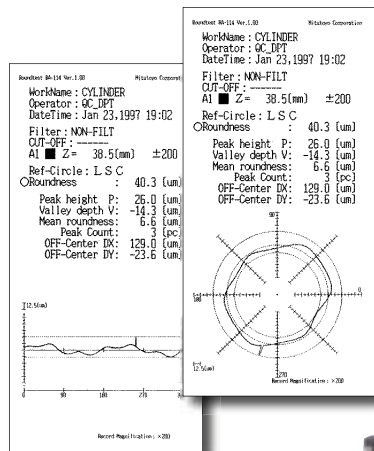 Roundtest RA-114 Ver.1.00 Mitutoyo Corporation
WorkName : CYLINDER
Operator : QC_DPT
DateTime : Jan 23,1997 19:02
Filter : NON-FILT
CUT-OFF : ------
A1 ■ Z = 38.5(mm) ±200
Ref-Circle : L S C
Roundness : 40.3 [um]
Peak height P: 26.0 [um]
Valley depth V: -14.3 [um]
Mean roundness: 6.6 [um]
Peak Count: 3 [pc]
OFF-Center DX: 129.0 [um]
OFF-Center DY: -23.6 [um]
[12.5(um)
0 90 180 270
Record Magnification : ×200
Roundtest RA-114 Ver.1.00 Mitutoyo Corporation
WorkName : CYLINDER
Operator : QC_DPT
DateTime : Jan 23,1997 19:02
Filter : NON-FILT
CUT-OFF : ------
A1 ■ Z = 38.5(mm) ±200
Ref-Circle : L S C
Roundness : 40.3 [um]
Peak height P: 26.0 [um]
Valley depth V: -14.3 [um]
Mean roundness: 6.6 [um]
Peak Count: 3 [pc]
OFF-Center DX: 129.0 [um]
OFF-Center DY: -23.6 [um]
90
180 0
270
12.5(um)
Record Magnification : ×200